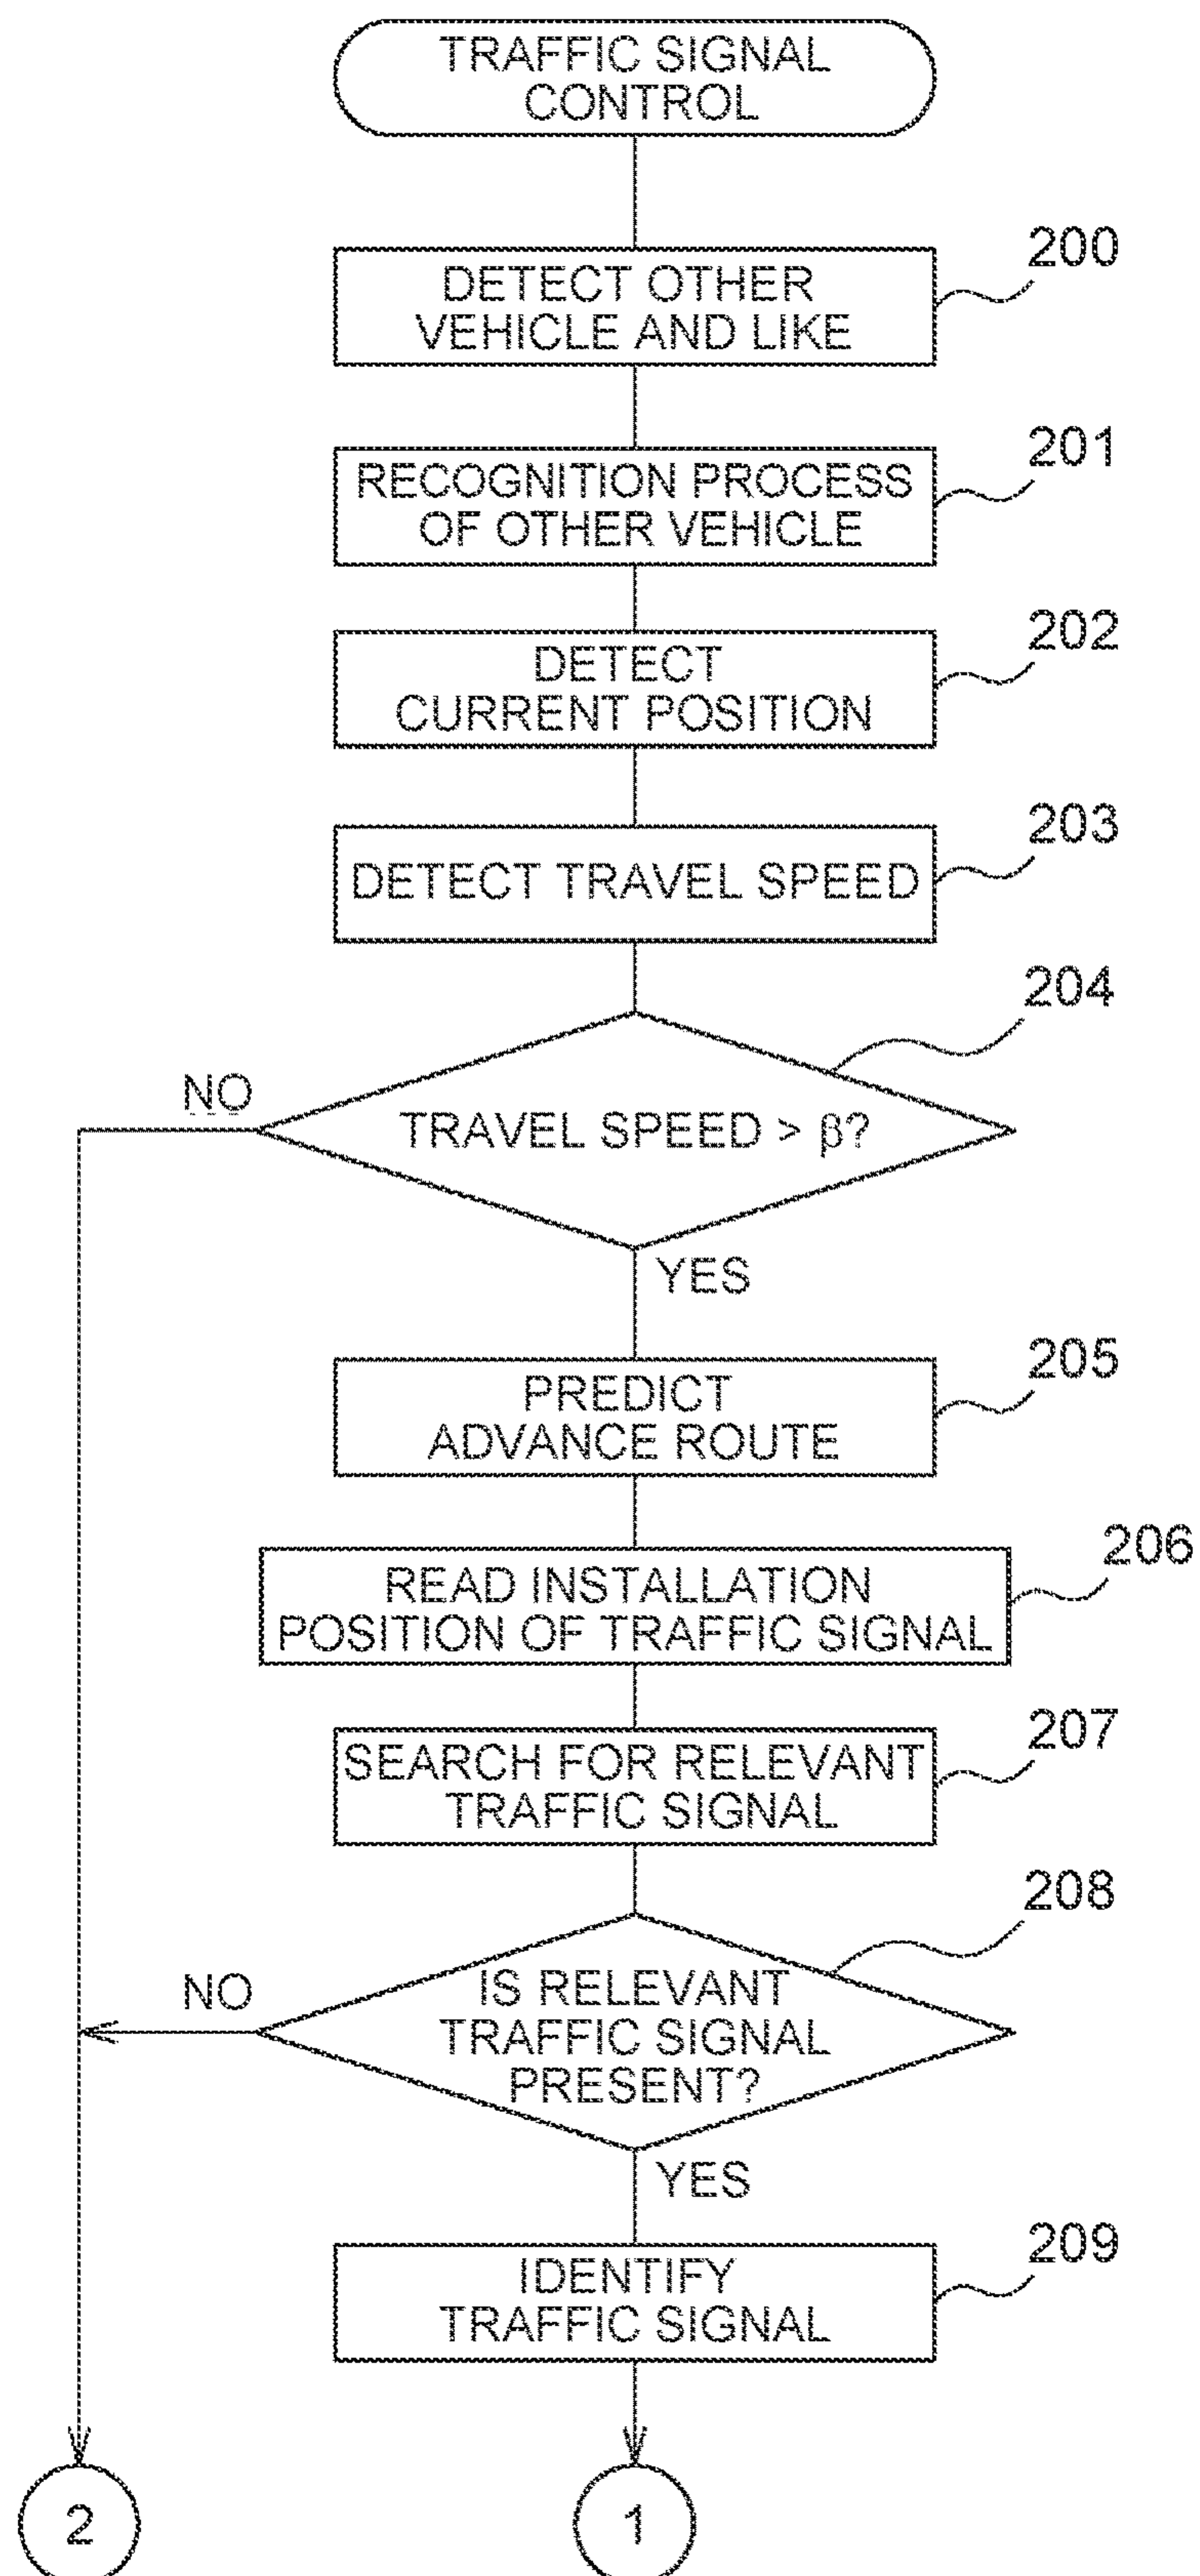 TRAFFIC SIGNAL
CONTROL
200
DETECT OTHER
VEHICLE AND LIKE
201
RECOGNITION PROCESS
OF OTHER VEHICLE
202
DETECT
CURRENT POSITION
203
DETECT TRAVEL SPEED
204
NO
TRAVEL SPEED > β?
YES
205
PREDICT
ADVANCE ROUTE
206
READ INSTALLATION
POSITION OF TRAFFIC SIGNAL
207
SEARCH FOR RELEVANT
TRAFFIC SIGNAL
208
NO
IS RELEVANT
TRAFFIC SIGNAL
PRESENT?
YES
209
IDENTIFY
TRAFFIC SIGNAL
2
1